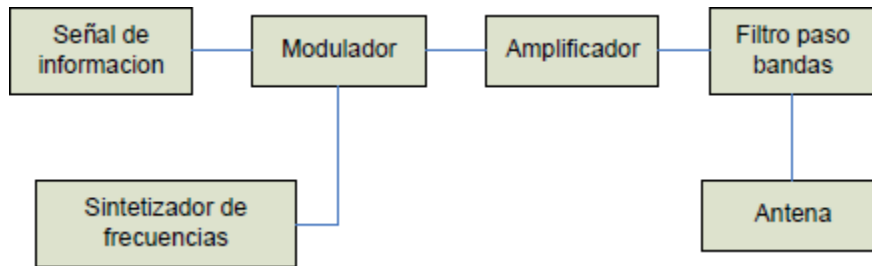 Señal de
informacion
Modulador
Amplificador
Filtro paso
bandas
Sintetizador de
frecuencias
Antena